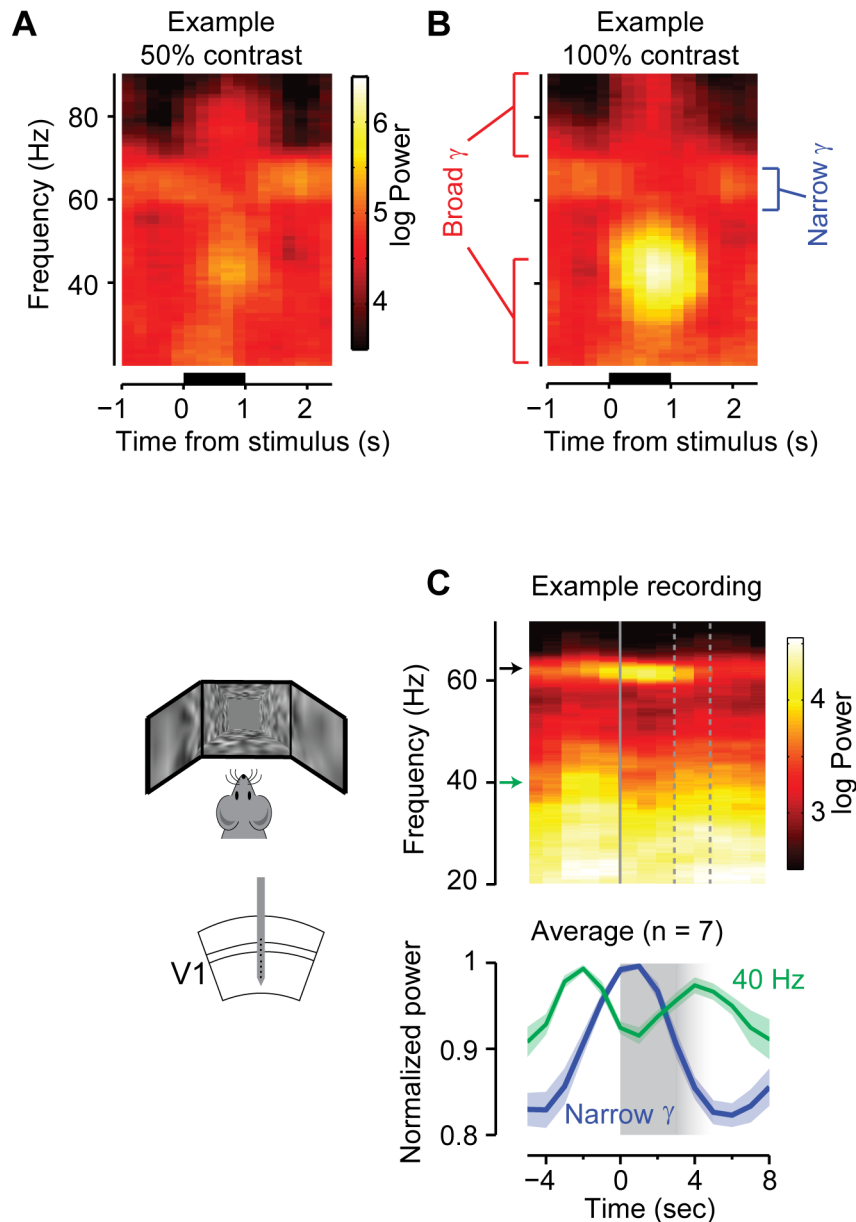 A
Example
50% contrast
80
60
40
Frequency (Hz)
6
5
4
log Power
−1
0
1
2
Time from stimulus (s)
B
Example
100% contrast
Broad γ
Narrow γ
−1
0
1
2
Time from stimulus (s)
V1
C
Example recording
60
40
20
Frequency (Hz)
4
3
log Power
Average (n = 7)
1
0.9
0.8
Normalized power
40 Hz
Narrow γ
−4
0
4
8
Time (sec)